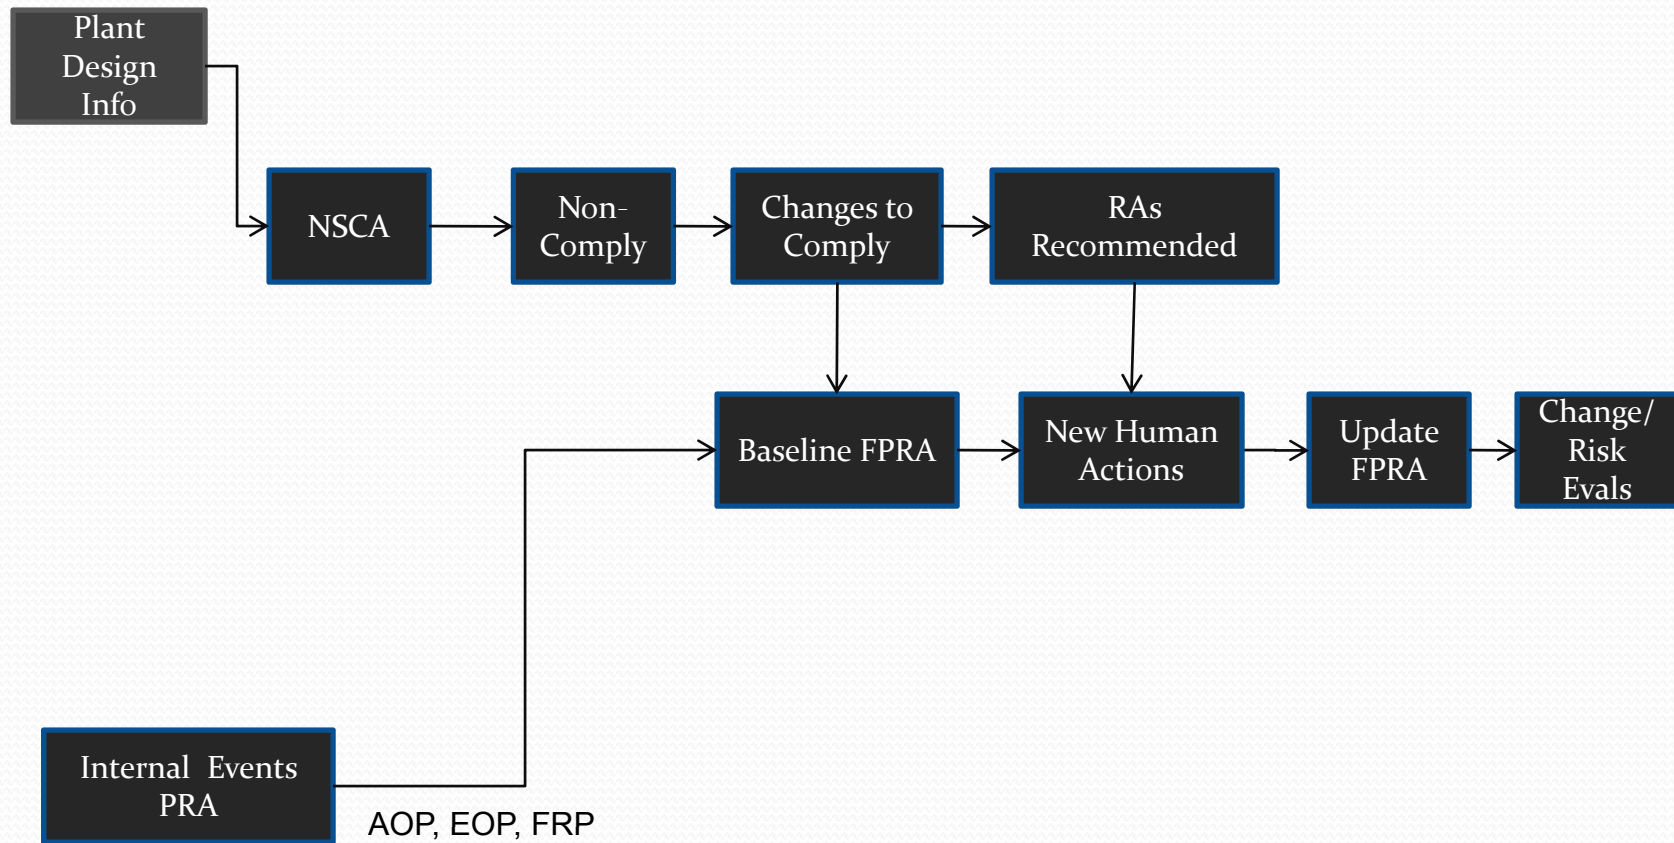 Plant
Design
Info
NSCA
Non-
Comply
Changes to
Comply
RAs
Recommended
Baseline FPRA
New Human
Actions
Update
FPRA
Change/
Risk
Evals
Internal Events
PRA
AOP, EOP, FRP